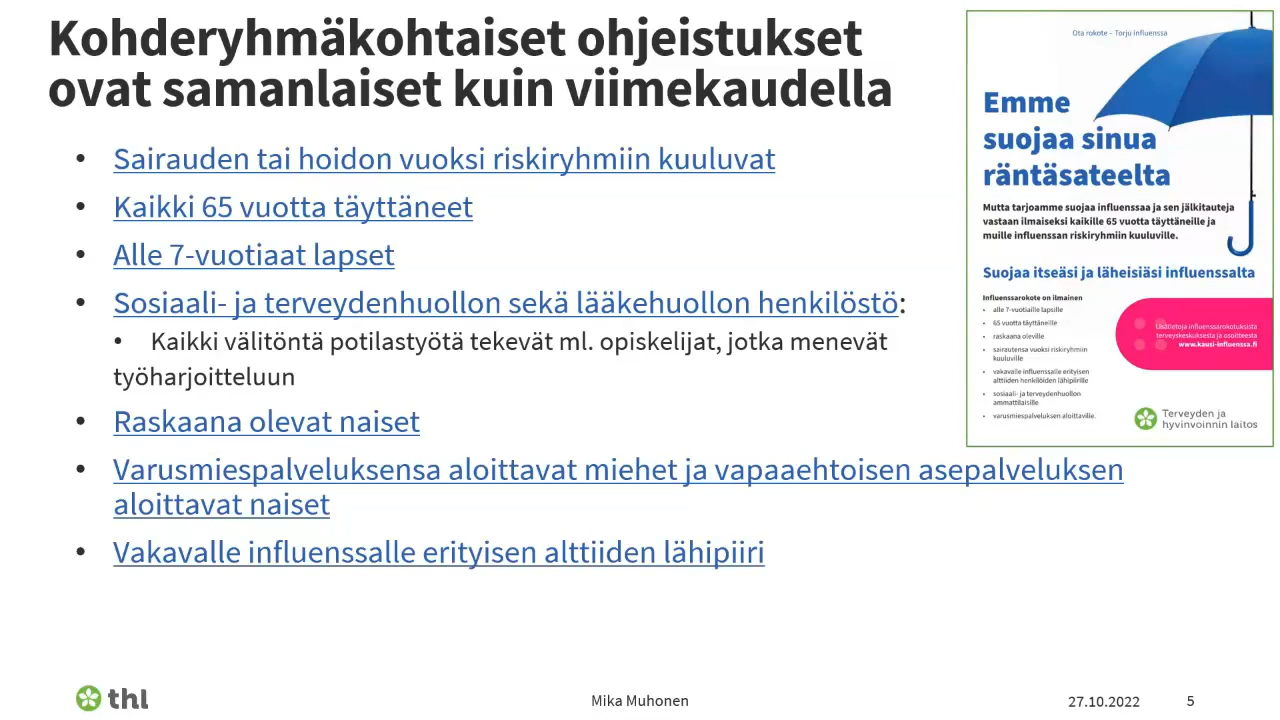 Kohderyhmäkohtaiset ohjeistukset
ovat samanlaiset kuin viimekaudella
• Sairauden tai hoidon vuoksi riskiryhmiin kuuluvat
• Kaikki 65 vuotta täyttäneet
• Alle 7-vuotiaat lapset
• Sosiaali- ja terveydenhuollon sekä lääkehuollon henkilöstö:
• Kaikki välitöntä potilastyötä tekevät ml. opiskelijat, jotka menevät
työharjoitteluun
• Raskaana olevat naiset
• Varusmiespalveluksensa aloittavat miehet ja vapaaehtoisen asepalveluksen
aloittavat naiset
• Vakavalle influenssalle erityisen alttiiden lähipiiri
Ota rokote – Torju influenssa
Emme
suojaa sinua
räntäsateelta
Mutta tarjoamme suojaa influenssaa ja sen jälkitauteja
vastaan ilmaiseksi kaikille 65 vuotta täyttäneille ja
muille influenssan riskiryhmiin kuuluville.
Suojaa itseäsi ja läheisiäsi influenssalta
Influenssarokote on ilmainen
• alle 7-vuotiaille lapsille
• 65 vuotta täyttäneille
• raskaana oleville
• sairautensa vuoksi riskiryhmiin
kuuluville
• vakavalle influenssalle erityisen
alttiiden henkilöiden lähipiirille
• sosiaali- ja terveydenhuollon
ammattilaisille
• varusmiespalveluksen aloittaville.
Lisätietoja influenssarokotuksista
terveyskeskuksesta ja osoitteesta
www.kausi-influenssa.fi
Terveyden ja
hyvinvoinnin laitos
thl
Mika Muhonen
27.10.2022
5